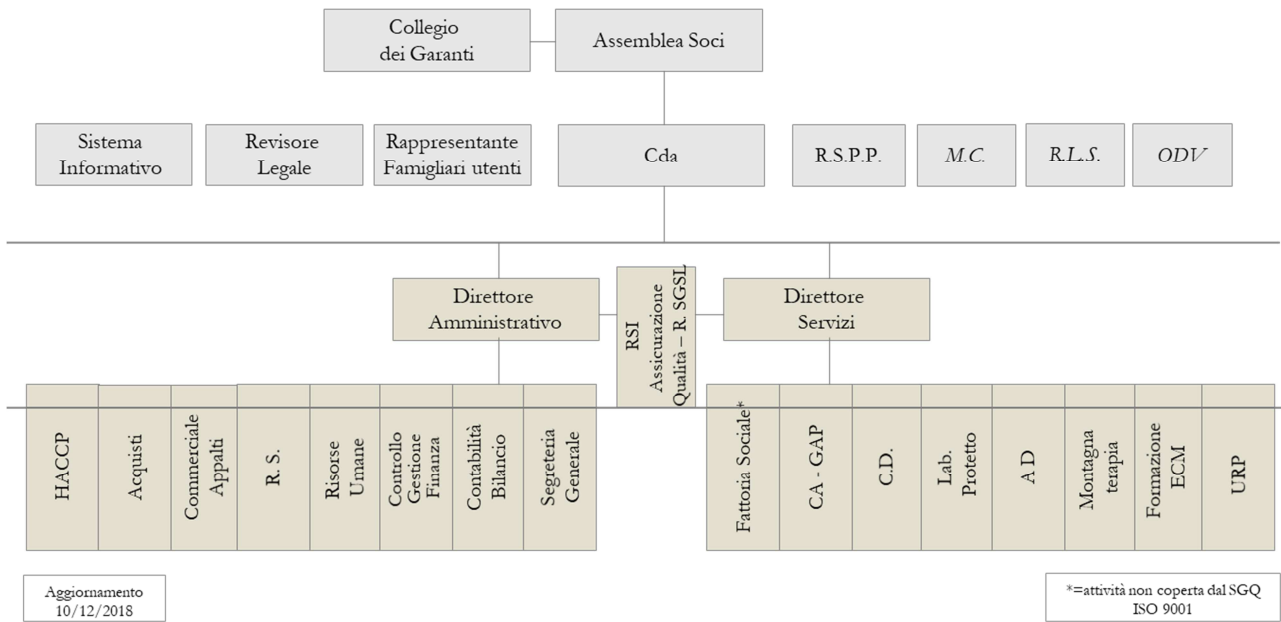 Collegio
dei Garanti
Assemblea Soci
Sistema
Informativo
Revisore
Legale
Rappresentante
Famigliari utenti
Cda
R.S.P.P.
M.C.
R.L.S.
ODV
Direttore
Amministrativo
RSI
Assicurazione
Qualità – R. SGSL
Direttore
Servizi
HACCP
Acquisti
Commerciale
Appalti
R. S.
Risorse
Umane
Controllo
Gestione
Finanza
Contabilità
Bilancio
Segreteria
Generale
Fattoria Sociale*
CA - GAP
C.D.
Lab.
Protetto
A D
Montagna
terapia
Formazione
ECM
URP
Aggiornamento
10/12/2018
*=attività non coperta dal SGQ
ISO 9001